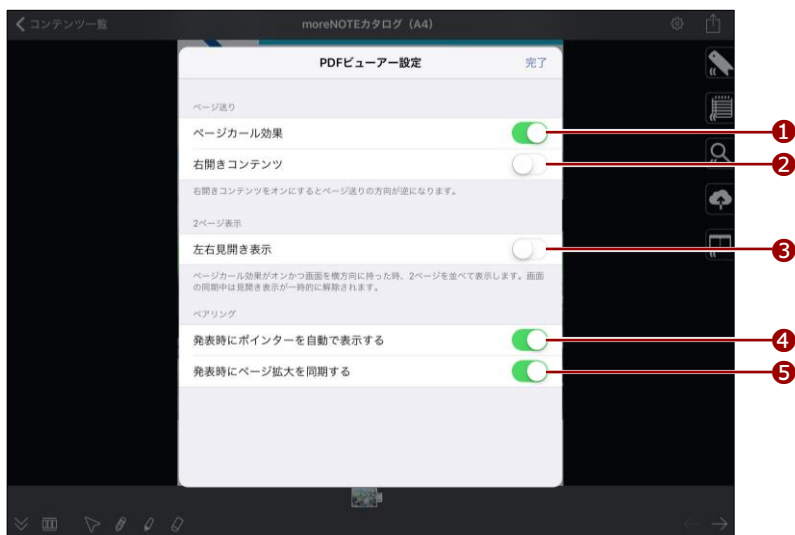 コンテンツ一覧
moreNOTEカタログ（A4）
PDFビューアー設定
完了
ページ送り
ページカール効果
❶
右開きコンテンツ
❷
右開きコンテンツをオンにするとページ送りの方向が逆になります。
2ページ表示
左右見開き表示
❸
ページカール効果がオンかつ画面を横方向に持った時、2ページを並べて表示します。画面
の同期中は見開き表示が一時的に解除されます。
ペアリング
発表時にポインターを自動で表示する
❹
発表時にページ拡大を同期する
❺